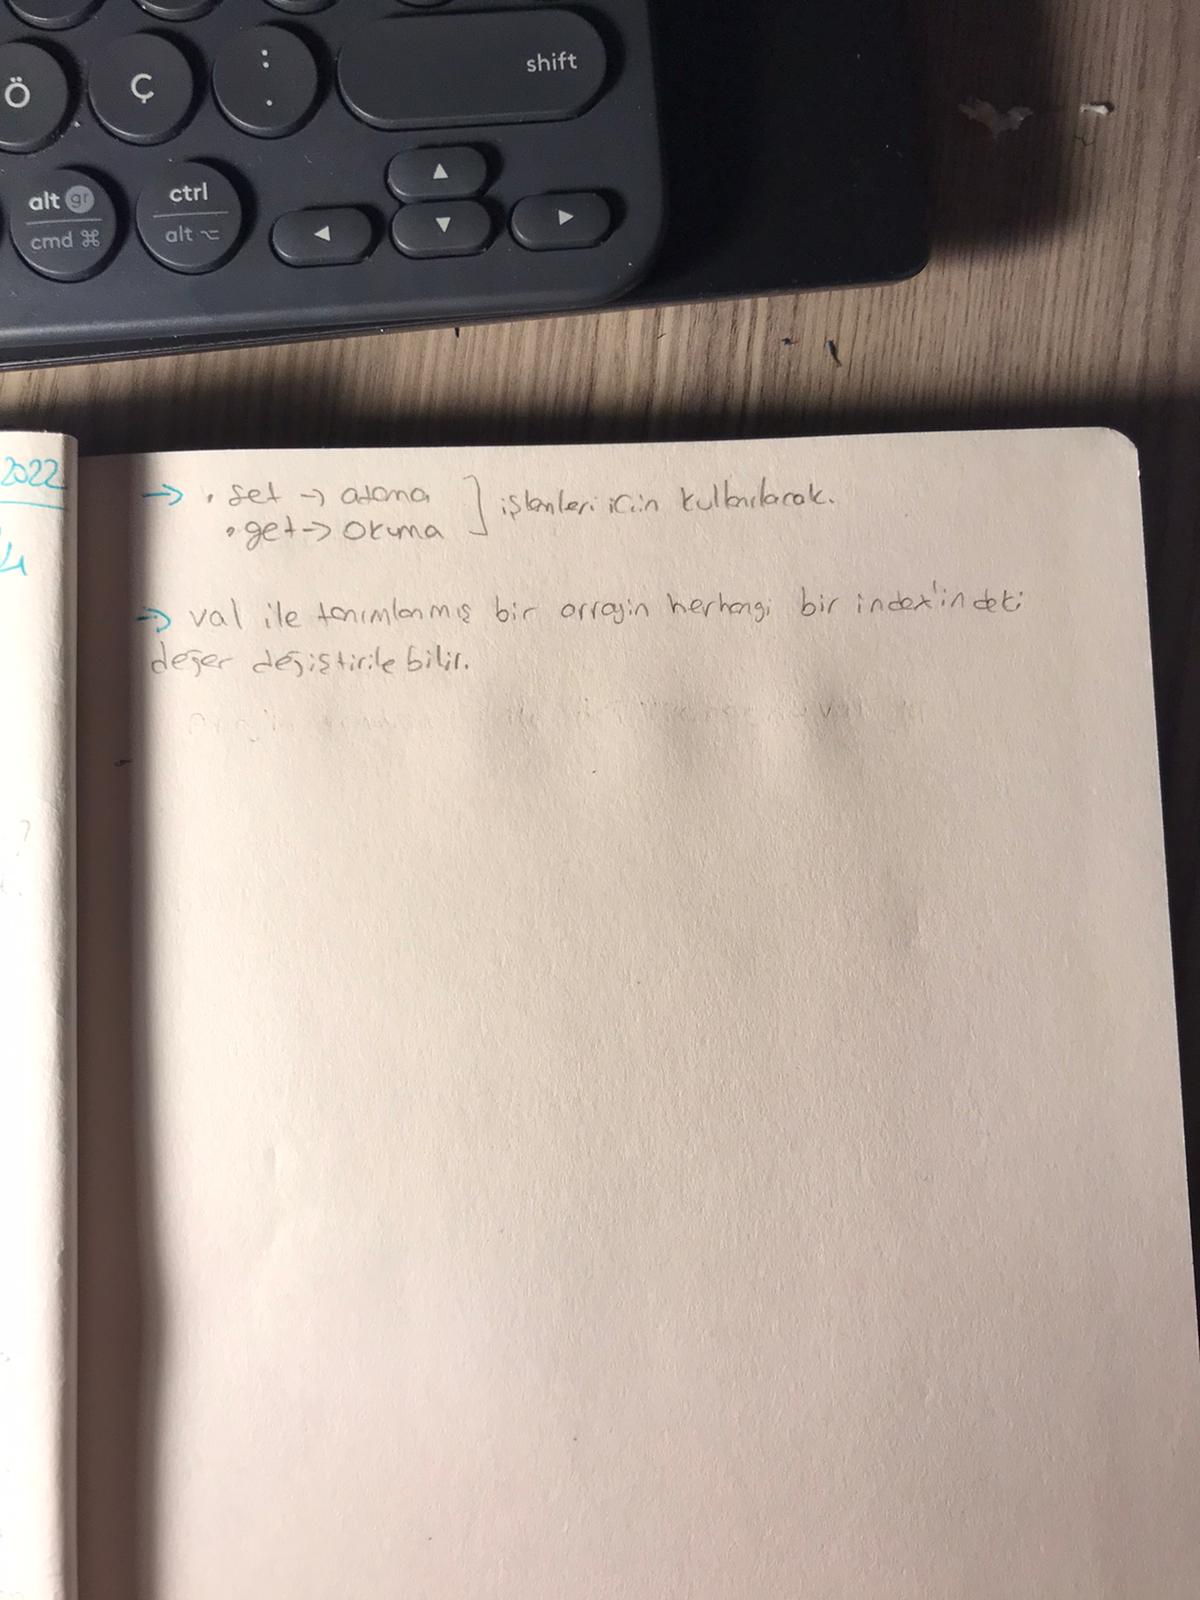 Ö Ç : . shift
alt gr ctrl
cmd ⌘ alt ⌥
2022
→ . set → atama ] işlemleri için kullanılacak.
. get → okuma
→ val ile tanımlanmış bir arrayin herhangi bir index'indeki
değer değiştirilebilir.